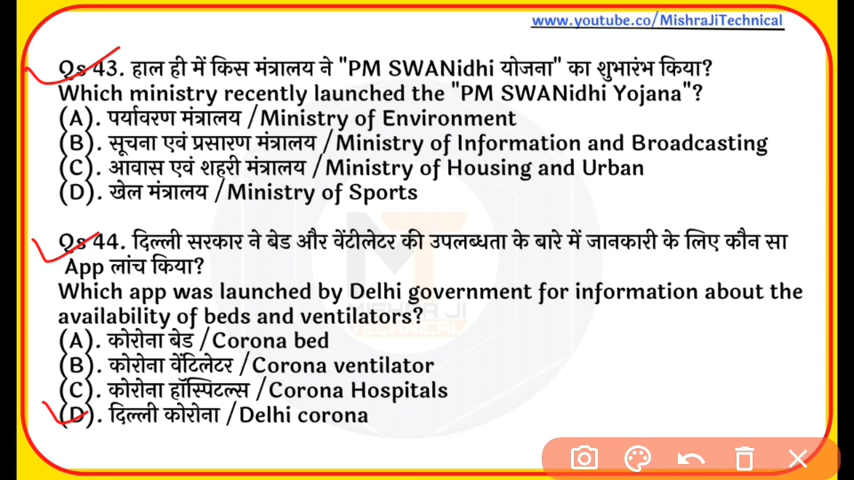 www.youtube.co/MishraJiTechnical
Qs 43. हाल ही में किस मंत्रालय ने "PM SWANidhi योजना" का शुभारंभ किया?
Which ministry recently launched the "PM SWANidhi Yojana"?
(A). पर्यावरण मंत्रालय /Ministry of Environment
(B). सूचना एवं प्रसारण मंत्रालय /Ministry of Information and Broadcasting
(C). आवास एवं शहरी मंत्रालय /Ministry of Housing and Urban
(D). खेल मंत्रालय /Ministry of Sports
Qs 44. दिल्ली सरकार ने बेड और वेंटीलेटर की उपलब्धता के बारे में जानकारी के लिए कौन सा
App लांच किया?
Which app was launched by Delhi government for information about the
availability of beds and ventilators?
(A). कोरोना बेड /Corona bed
(B). कोरोना वेंटिलेटर /Corona ventilator
(C). कोरोना हॉस्पिटल्स /Corona Hospitals
(D). दिल्ली कोरोना /Delhi corona
MISHRA JI
TECHNICAL